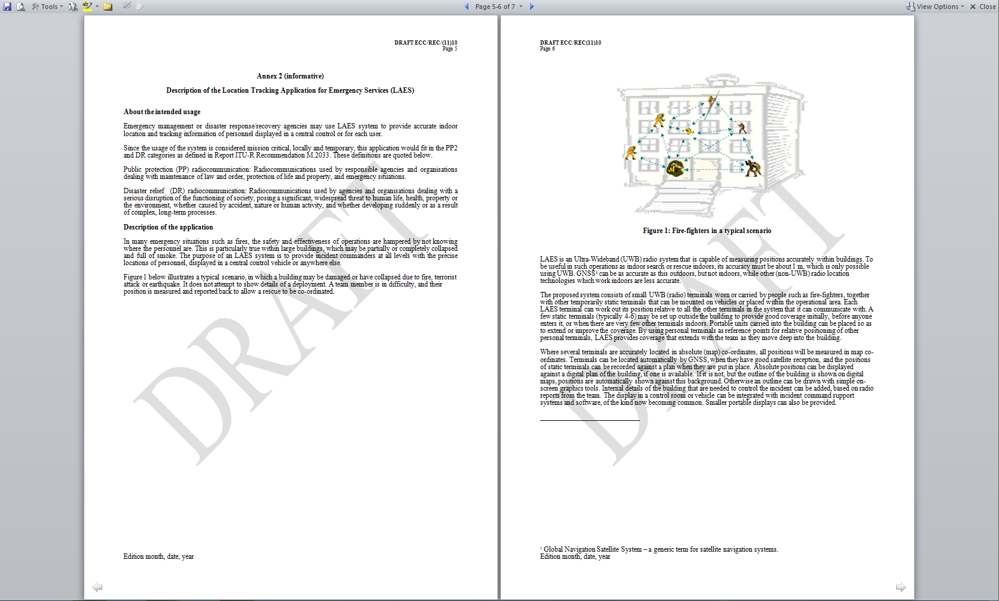 Tools
Page 5-6 of 7
View Options
Close
DRAFT ECC/REC/(11)10
Page 5
Annex 2 (informative)
Description of the Location Tracking Application for Emergency Services (LAES)
About the intended usage
Emergency management or disaster response/recovery agencies may use LAES system to provide accurate indoor
location and tracking information of personnel displayed in a central control or for each user.
Since the usage of the system is considered mission critical, locally and temporary, this application would fit in the PP2
and DR categories as defined in Report ITU-R Recommendation M.2033. These definitions are quoted below.
Public protection (PP) radiocommunication: Radiocommunications used by responsible agencies and organisations
dealing with maintenance of law and order, protection of life and property, and emergency situations.
Disaster relief (DR) radiocommunication: Radiocommunications used by agencies and organisations dealing with a
serious disruption of the functioning of society, posing a significant, widespread threat to human life, health, property or
the environment, whether caused by accident, nature or human activity, and whether developing suddenly or as a result
of complex, long-term processes.
Description of the application
In many emergency situations such as fires, the safety and effectiveness of operations are hampered by not knowing
where the personnel are. This is particularly true within large buildings, which may be partially or completely collapsed
and full of smoke. The purpose of an LAES system is to provide incident commanders at all levels with the precise
locations of personnel, displayed in a central control vehicle or anywhere else.
Figure 1 below illustrates a typical scenario, in which a building may be damaged or have collapsed due to fire, terrorist
attack or earthquake. It does not attempt to show details of a deployment. A team member is in difficulty, and their
position is measured and reported back to allow a rescue to be co-ordinated.
DRAFT
Edition month, date, year
DRAFT ECC/REC(11)10
Page 6
Figure 1: Fire-fighters in a typical scenario
LAES is an Ultra-Wideband (UWB) radio system that is capable of measuring positions accurately within buildings. To
be useful in such operations as indoor search or rescue indoors, its accuracy must be about 1 m, which is only possible
using UWB. GNSS¹ can be as accurate as this outdoors, but not indoors, while other (non-UWB) radio location
technologies which work indoors are less accurate.
The proposed system consists of small UWB (radio) terminals worn or carried by people such as fire-fighters, together
with other temporarily static terminals that can be mounted on vehicles or placed within the operational area. Each
LAES terminal can work out its position relative to all the other terminals in the system that it can communicate with. A
few static terminals (typically 4-6) may be set up outside the building to provide good coverage initially, before anyone
enters it, or when there are very few other terminals indoors. Portable units carried into the building can be placed so as
to extend or improve the coverage. By using personal terminals as reference points for relative positioning of other
personal terminals, LAES provides coverage that extends with the team as they move deep into the building.
Where several terminals are accurately located in absolute (map) co-ordinates, all positions will be measured in map co-
ordinates. Terminals can be located automatically by GNSS, when they have good satellite reception, and the positions
of static terminals can be recorded against a plan when they are put in place. Absolute positions can be displayed
against a digital plan of the building, if one is available. If it is not, but the outline of the building is shown on digital
maps, positions are automatically shown against this background. Otherwise an outline can be drawn with simple on-
screen graphics tools. Internal details of the building that are needed to control the incident can be added, based on radio
reports from the team. The display in a control room or vehicle can be integrated with incident command support
systems and software, of the kind now becoming common. Smaller portable displays can also be provided.
DRAFT
¹ Global Navigation Satellite System – a generic term for satellite navigation systems.
Edition month, date, year